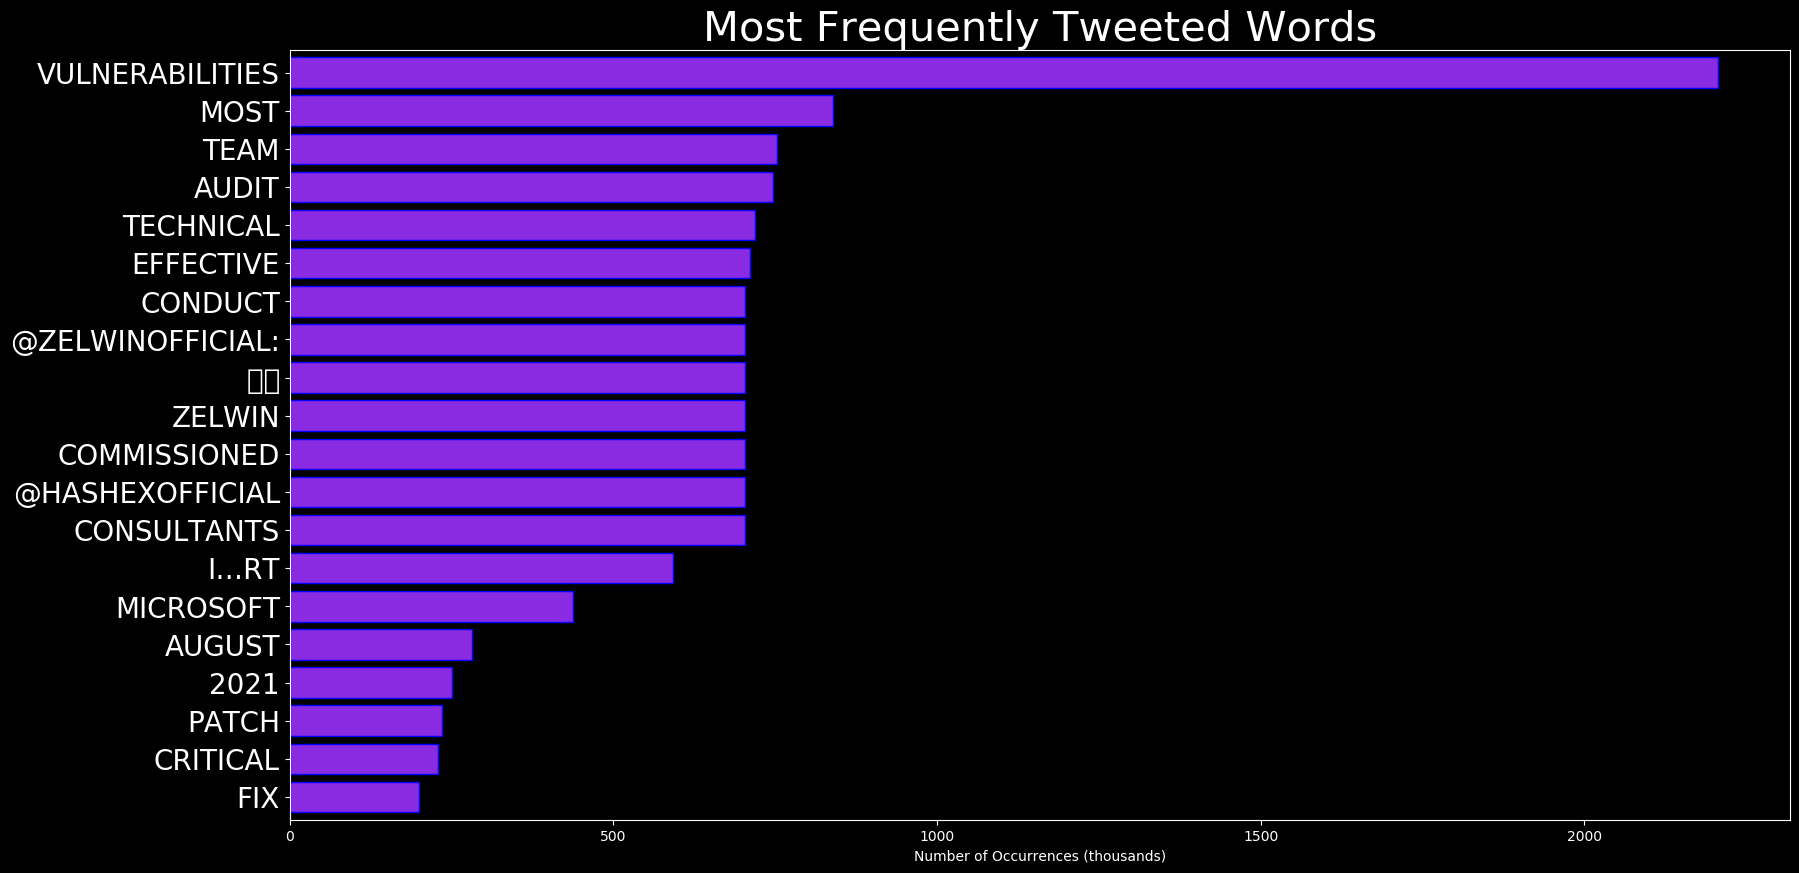 Most Frequently Tweeted Words
VULNERABILITIES
MOST
TEAM
AUDIT
TECHNICAL
EFFECTIVE
CONDUCT
@ZELWINOFFICIAL:
ZELWIN
COMMISSIONED
@HASHEXOFFICIAL
CONSULTANTS
I...RT
MICROSOFT
AUGUST
2021
PATCH
CRITICAL
FIX
0 500 1000 1500 2000
Number of Occurrences (thousands)